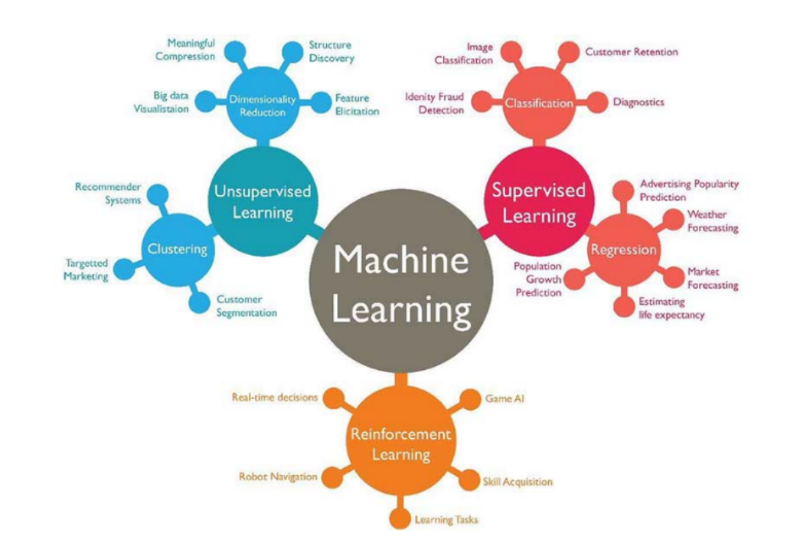 Meaningful
Compression
Structure
Discovery
Big data
Visualistaion
Dimensionality
Reduction
Feature
Elicitation
Unsupervised
Learning
Recommender
Systems
Clustering
Targetted
Marketing
Customer
Segmentation
Image
Classification
Customer Retention
Idenity Fraud
Detection
Classification
Diagnostics
Supervised
Learning
Advertising Popularity
Prediction
Weather
Forecasting
Regression
Population
Growth
Prediction
Market
Forecasting
Estimating
life expectancy
Machine
Learning
Real-time decisions
Game AI
Reinforcement
Learning
Robot Navigation
Skill Acquisition
Learning Tasks